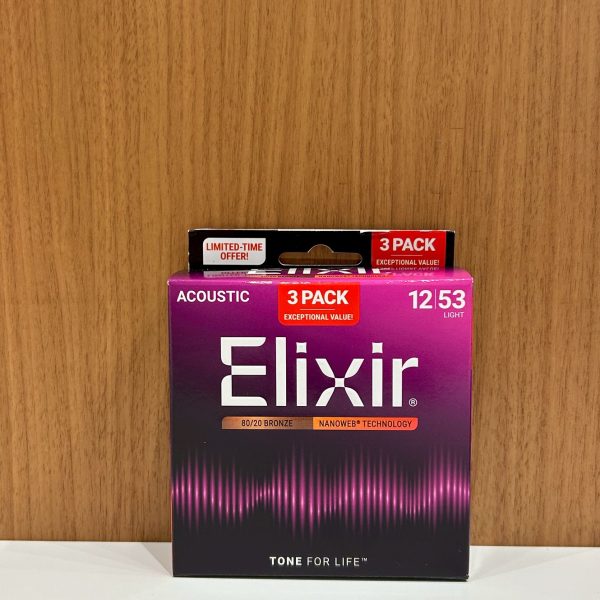 LIMITED-TIME
OFFER!
3 PACK
EXCEPTIONAL VALUE!
ACOUSTIC
3 PACK
EXCEPTIONAL VALUE!
12|53
LIGHT
Elixir®
80/20 BRONZE
NANOWEB® TECHNOLOGY
TONE FOR LIFE™